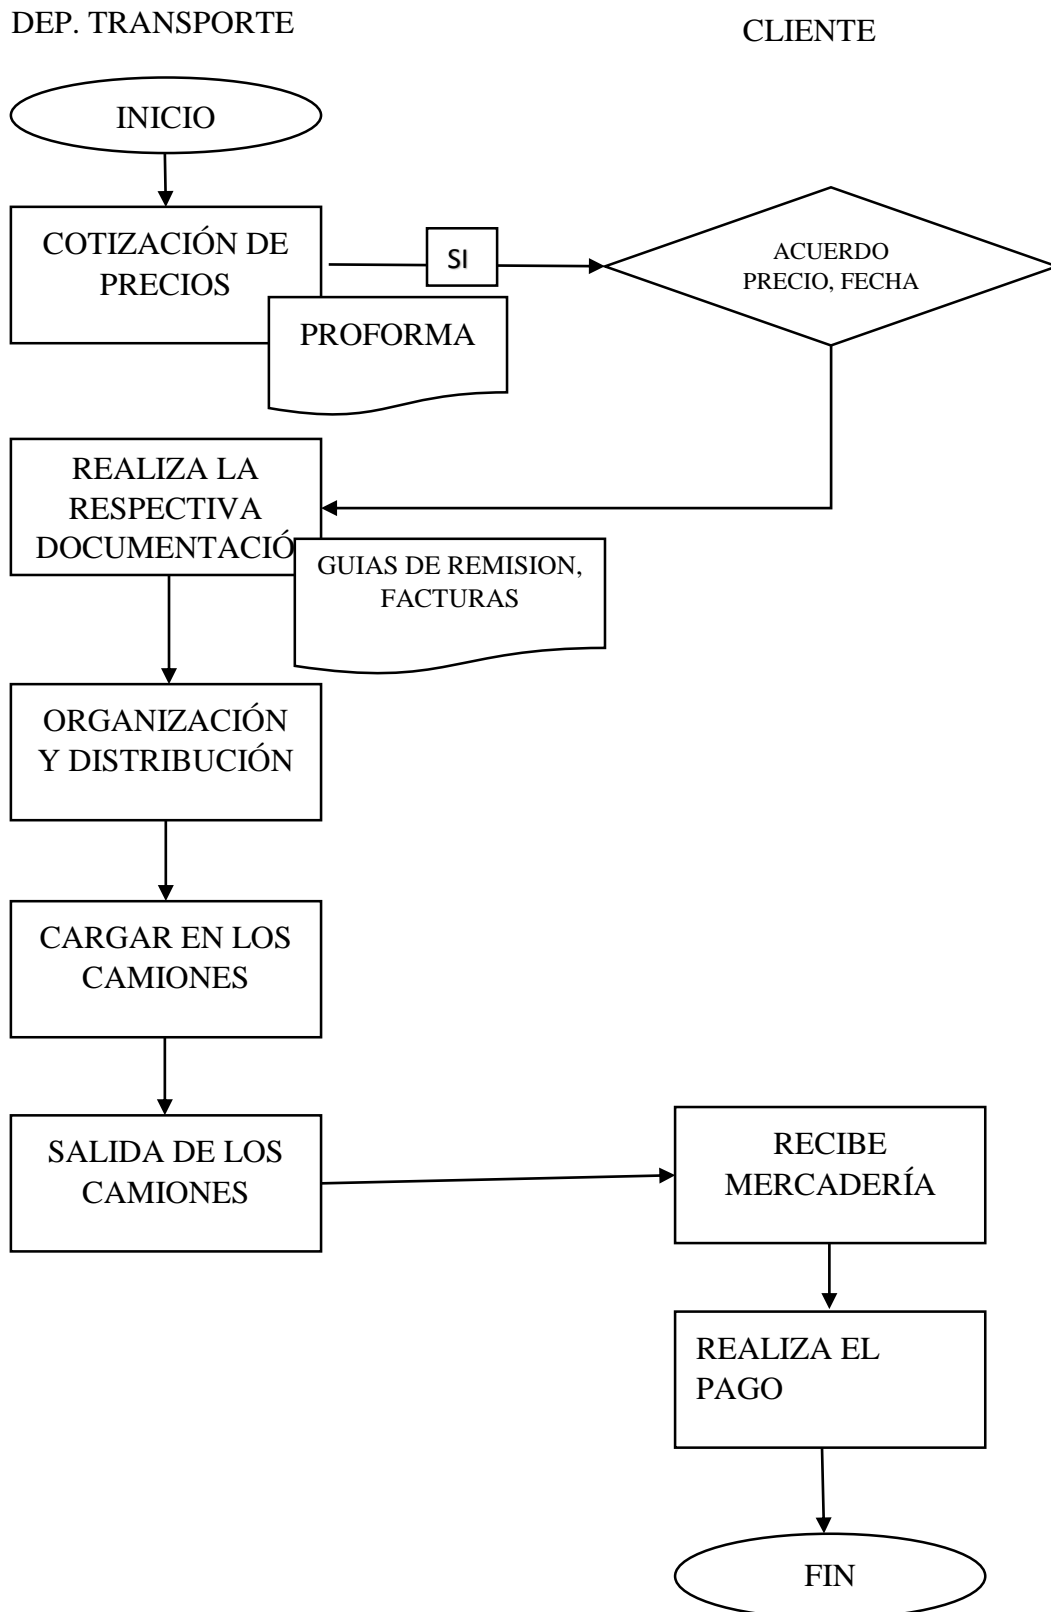 DEP. TRANSPORTE
CLIENTE
INICIO
COTIZACIÓN DE
PRECIOS
SI
ACUERDO
PRECIO, FECHA
PROFORMA
REALIZA LA
RESPECTIVA
DOCUMENTACIÓ
GUIAS DE REMISION,
FACTURAS
ORGANIZACIÓN
Y DISTRIBUCIÓN
CARGAR EN LOS
CAMIONES
SALIDA DE LOS
CAMIONES
RECIBE
MERCADERÍA
REALIZA EL
PAGO
FIN